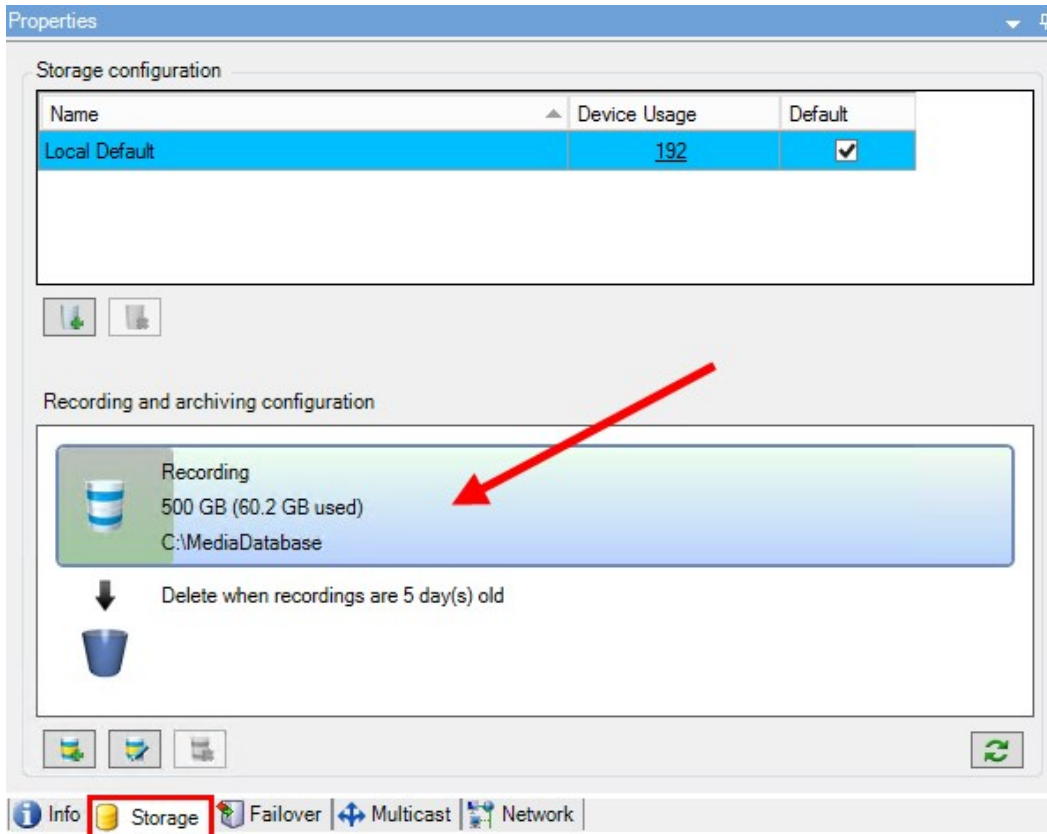 Properties
Storage configuration
Name Device Usage Default
Local Default 192
Recording and archiving configuration
Recording
500 GB (60.2 GB used)
C:\MediaDatabase
Delete when recordings are 5 day(s) old
Info Storage Failover Multicast Network